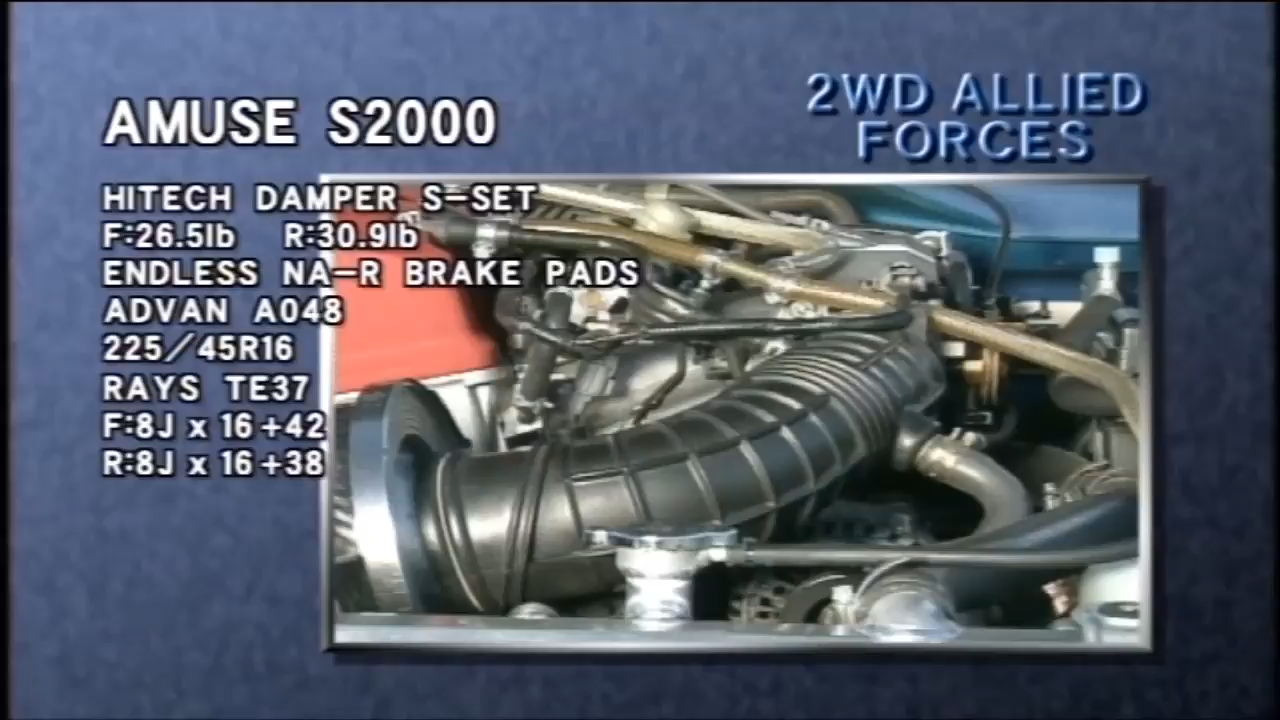 AMUSE S2000
2WD ALLIED
FORCES
HITECH DAMPER S-SET
F:26.5lb R:30.9lb
ENDLESS NA-R BRAKE PADS
ADVAN A048
225/45R16
RAYS TE37
F:8J x 16+42
R:8J x 16+38